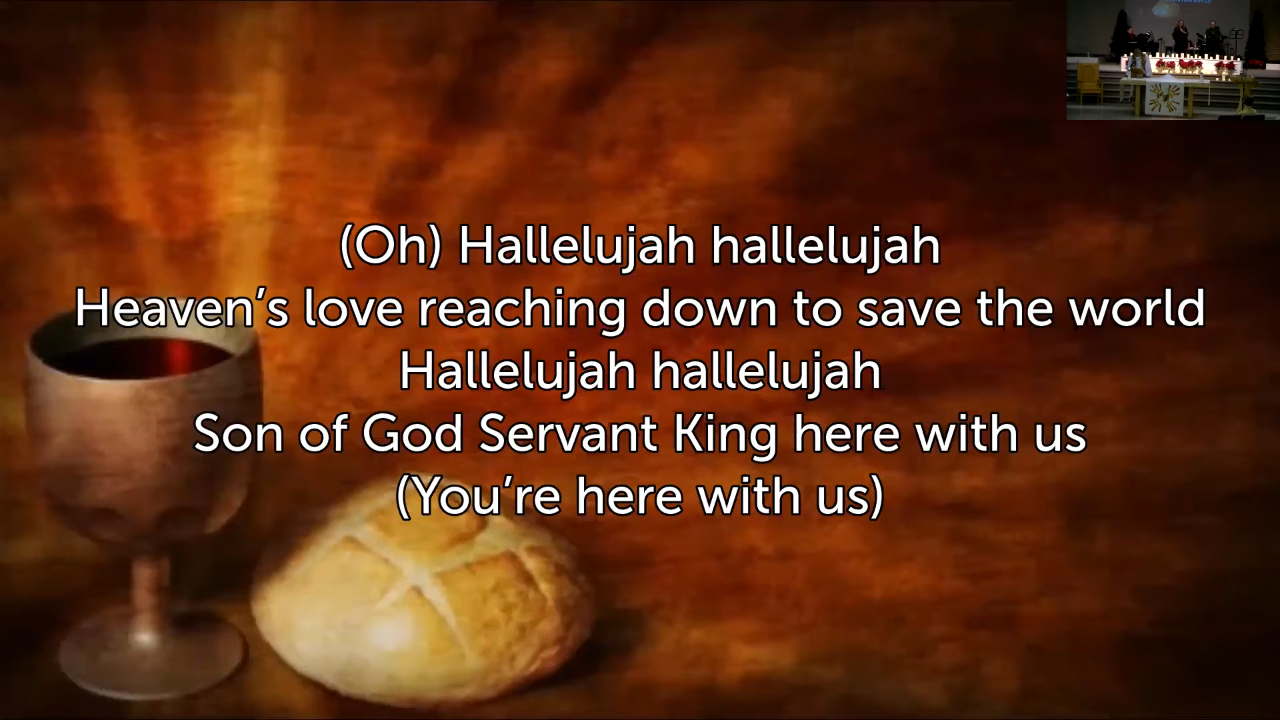 (Oh) Hallelujah hallelujah
Heaven’s love reaching down to save the world
Hallelujah hallelujah
Son of God Servant King here with us
(You’re here with us)